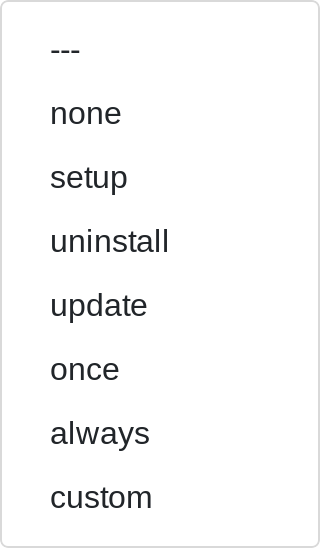 ---
none
setup
uninstall
update
once
always
custom